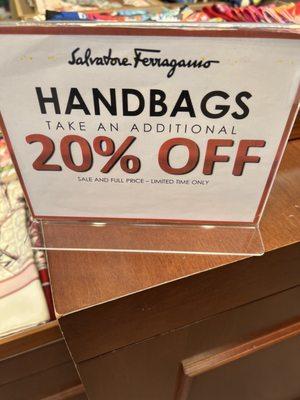 Salvatore Ferragamo
HANDBAGS
TAKE AN ADDITIONAL
20% OFF
SALE AND FULL PRICE – LIMITED TIME ONLY